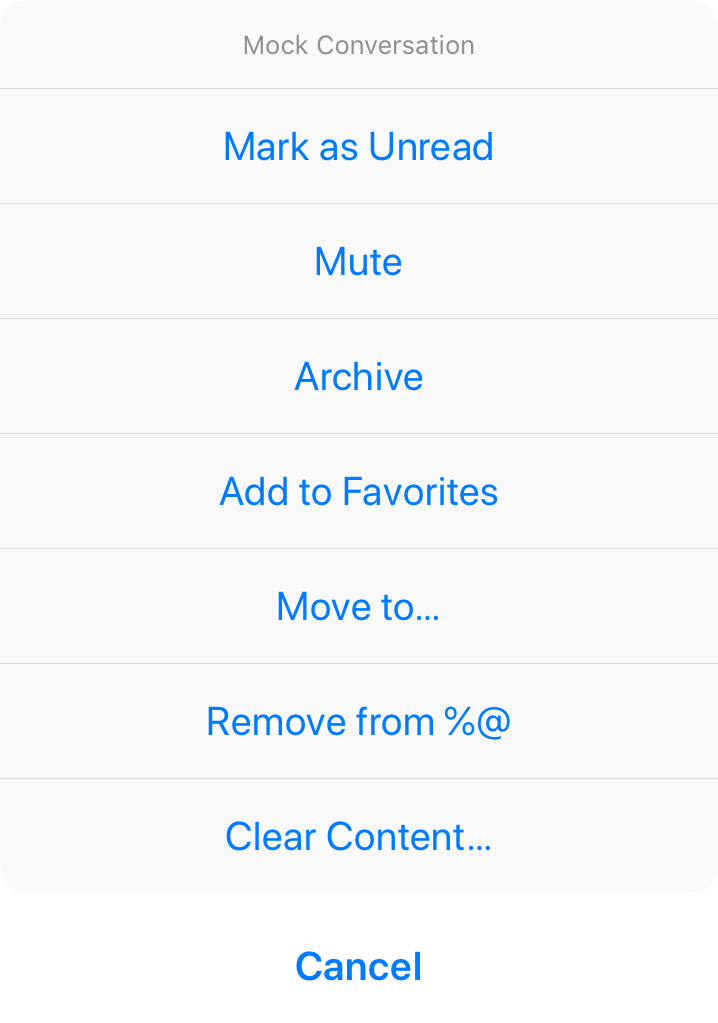 Mock Conversation
Mark as Unread
Mute
Archive
Add to Favorites
Move to…
Remove from %@
Clear Content…
Cancel